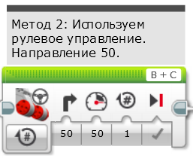 Метод 2: Используем
рулевое управление.
Направление 50.
B + C
#
#
50 50 1